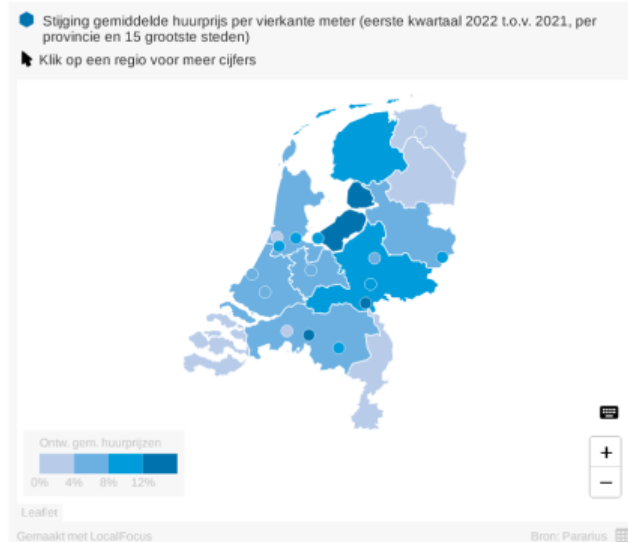 Stijging gemiddelde huurprijs per vierkante meter (eerste kwartaal 2022 t.o.v. 2021, per
provincie en 15 grootste steden)
Klik op een regio voor meer cijfers
Ontw. gem. huurprijzen
0% 4% 8% 12%
+
−
Leaflet
Gemaakt met LocalFocus
Bron: Pararius